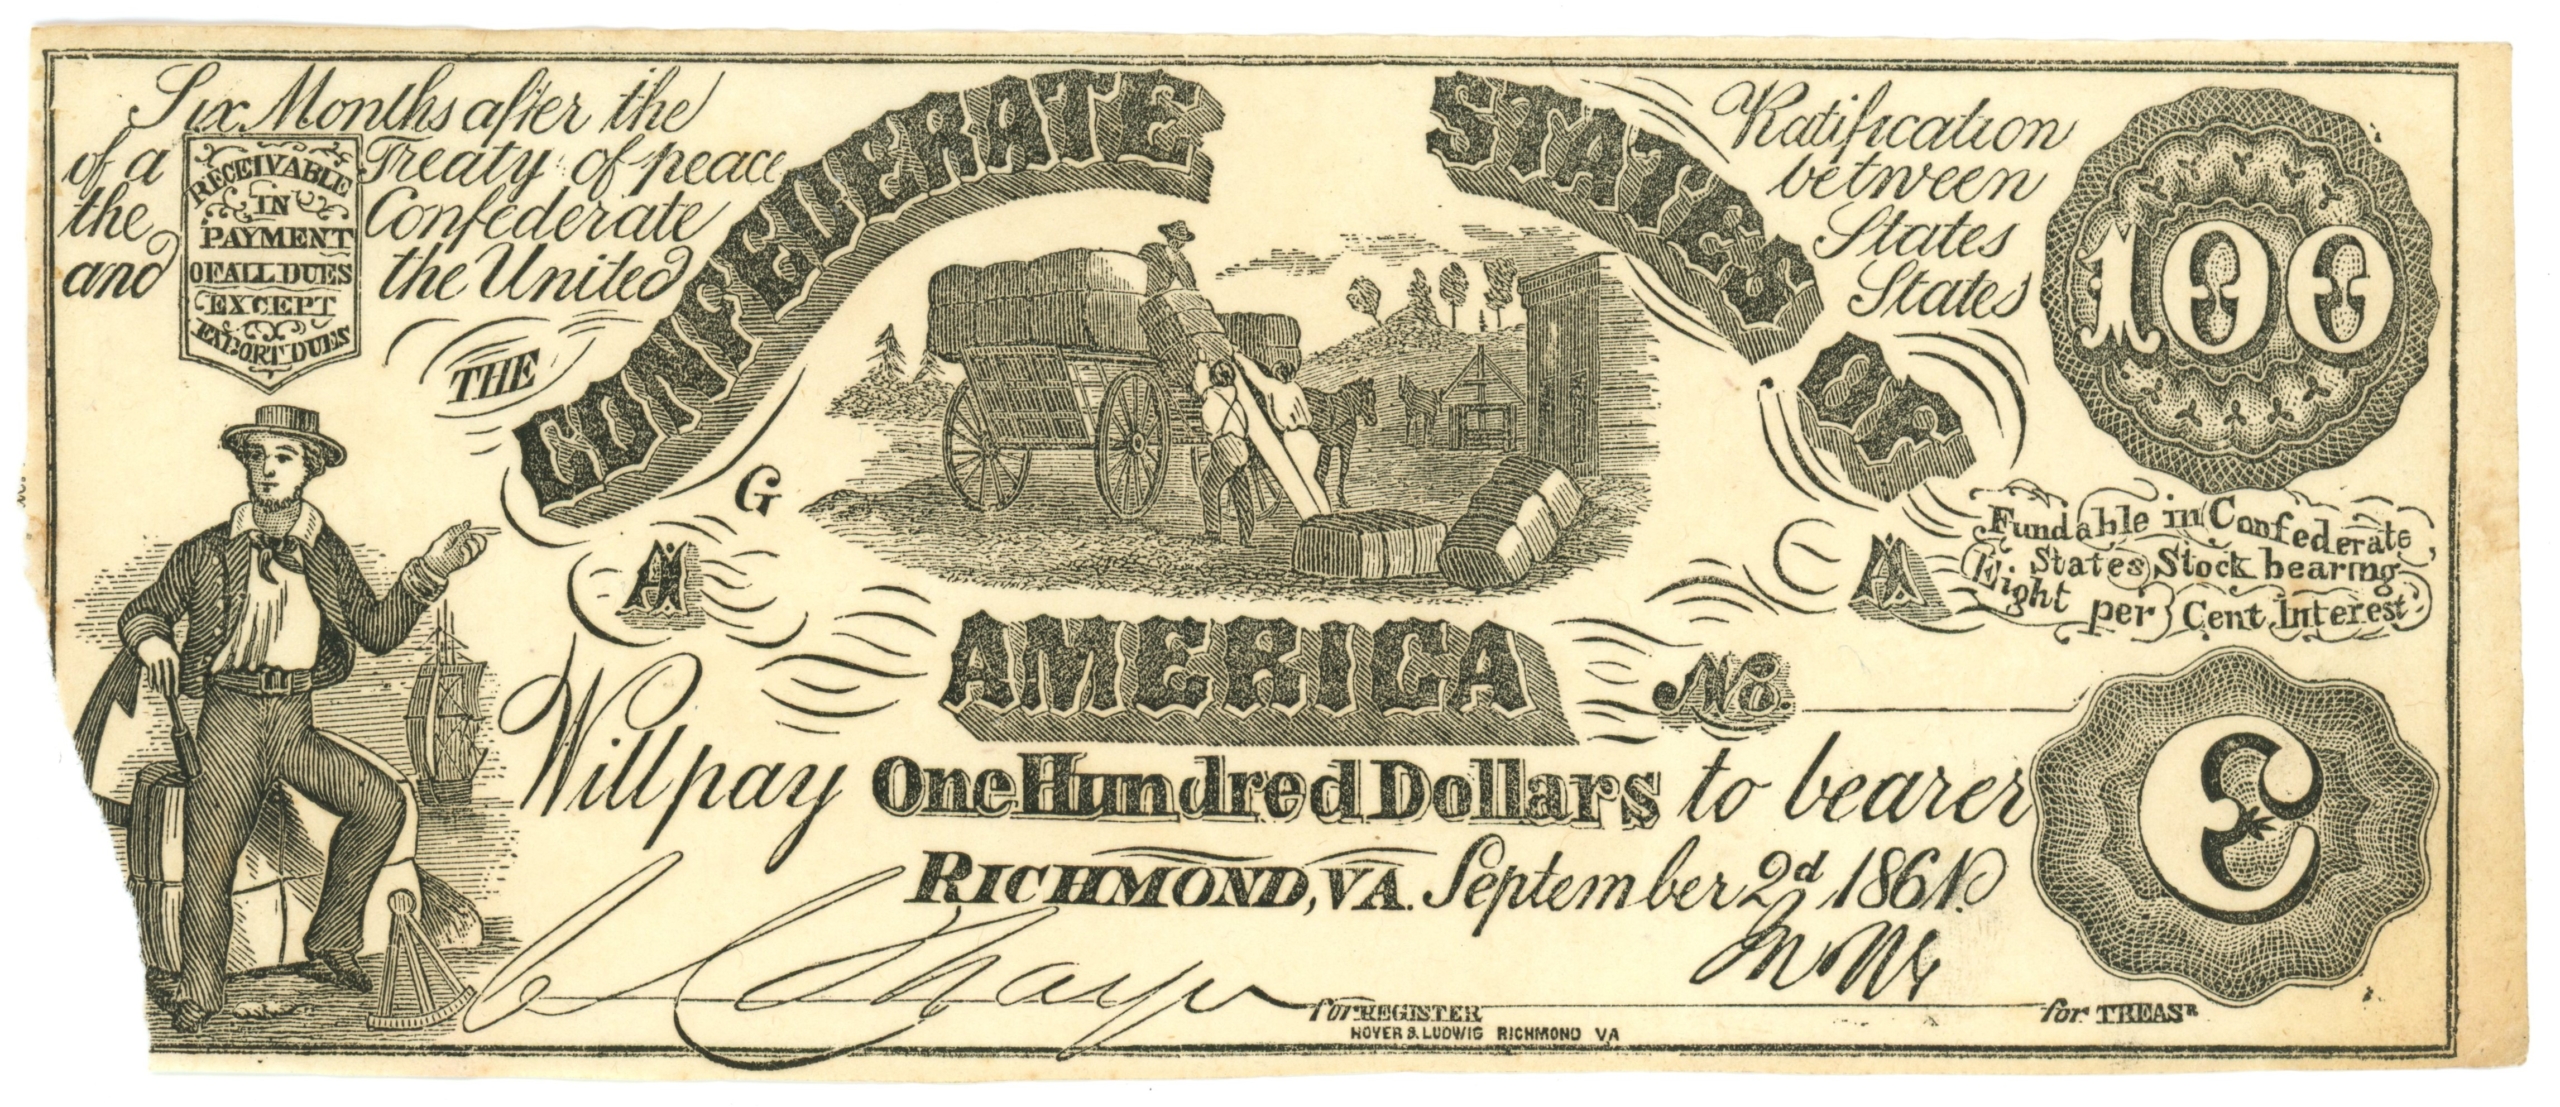 Six Months after the
Ratification
of a Treaty of peace
between
the Confederate
States
and the United
States
RECEIVABLE
IN
PAYMENT
OF ALL DUES
EXCEPT
EXPORT DUES
THE
CONFEDERATE STATES OF
AMERICA
100
G
A
A
Fundable in Confederate
States Stock bearing
Eight per Cent Interest
No.
Will pay One Hundred Dollars to bearer
C
RICHMOND, VA. September 2d 1861.
for REGISTER
for TREASR
HOYER & LUDWIG RICHMOND VA